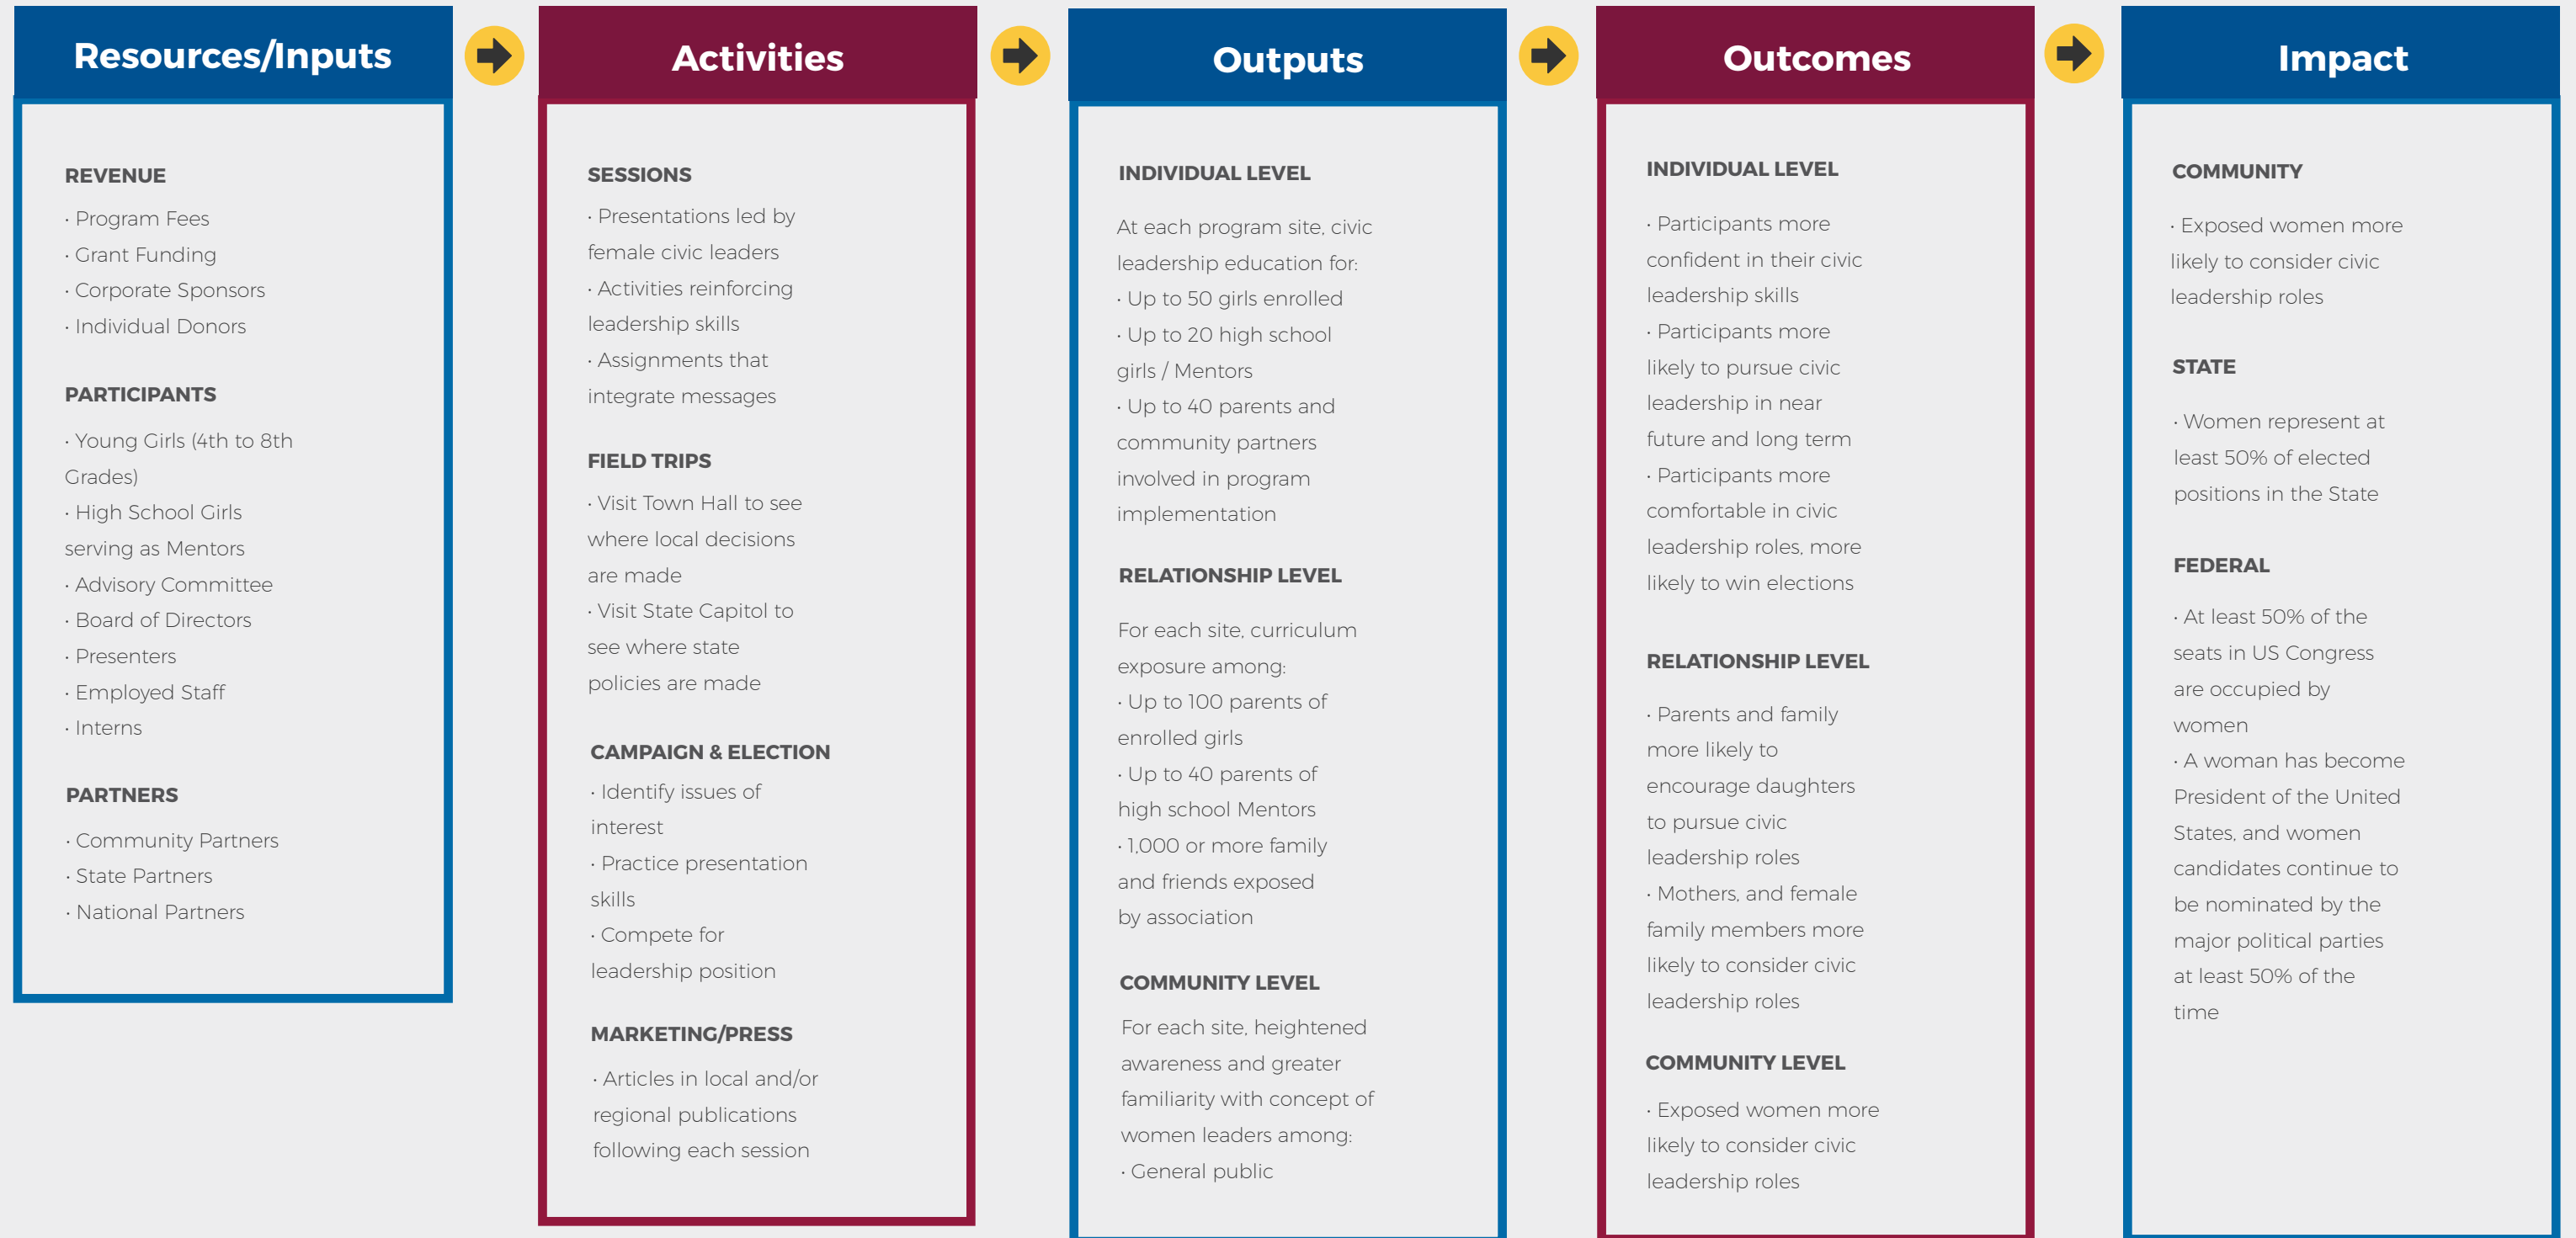 Resources/Inputs
REVENUE
· Program Fees
· Grant Funding
· Corporate Sponsors
· Individual Donors
PARTICIPANTS
· Young Girls (4th to 8th
Grades)
· High School Girls
serving as Mentors
· Advisory Committee
· Board of Directors
· Presenters
· Employed Staff
· Interns
PARTNERS
· Community Partners
· State Partners
· National Partners
Activities
SESSIONS
· Presentations led by
female civic leaders
· Activities reinforcing
leadership skills
· Assignments that
integrate messages
FIELD TRIPS
· Visit Town Hall to see
where local decisions
are made
· Visit State Capitol to
see where state
policies are made
CAMPAIGN & ELECTION
· Identify issues of
interest
· Practice presentation
skills
· Compete for
leadership position
MARKETING/PRESS
· Articles in local and/or
regional publications
following each session
Outputs
INDIVIDUAL LEVEL
At each program site, civic
leadership education for:
· Up to 50 girls enrolled
· Up to 20 high school
girls / Mentors
· Up to 40 parents and
community partners
involved in program
implementation
RELATIONSHIP LEVEL
For each site, curriculum
exposure among:
· Up to 100 parents of
enrolled girls
· Up to 40 parents of
high school Mentors
· 1,000 or more family
and friends exposed
by association
COMMUNITY LEVEL
For each site, heightened
awareness and greater
familiarity with concept of
women leaders among:
· General public
Outcomes
INDIVIDUAL LEVEL
· Participants more
confident in their civic
leadership skills
· Participants more
likely to pursue civic
leadership in near
future and long term
· Participants more
comfortable in civic
leadership roles, more
likely to win elections
RELATIONSHIP LEVEL
· Parents and family
more likely to
encourage daughters
to pursue civic
leadership roles
· Mothers, and female
family members more
likely to consider civic
leadership roles
COMMUNITY LEVEL
· Exposed women more
likely to consider civic
leadership roles
Impact
COMMUNITY
· Exposed women more
likely to consider civic
leadership roles
STATE
· Women represent at
least 50% of elected
positions in the State
FEDERAL
· At least 50% of the
seats in US Congress
are occupied by
women
· A woman has become
President of the United
States, and women
candidates continue to
be nominated by the
major political parties
at least 50% of the
time